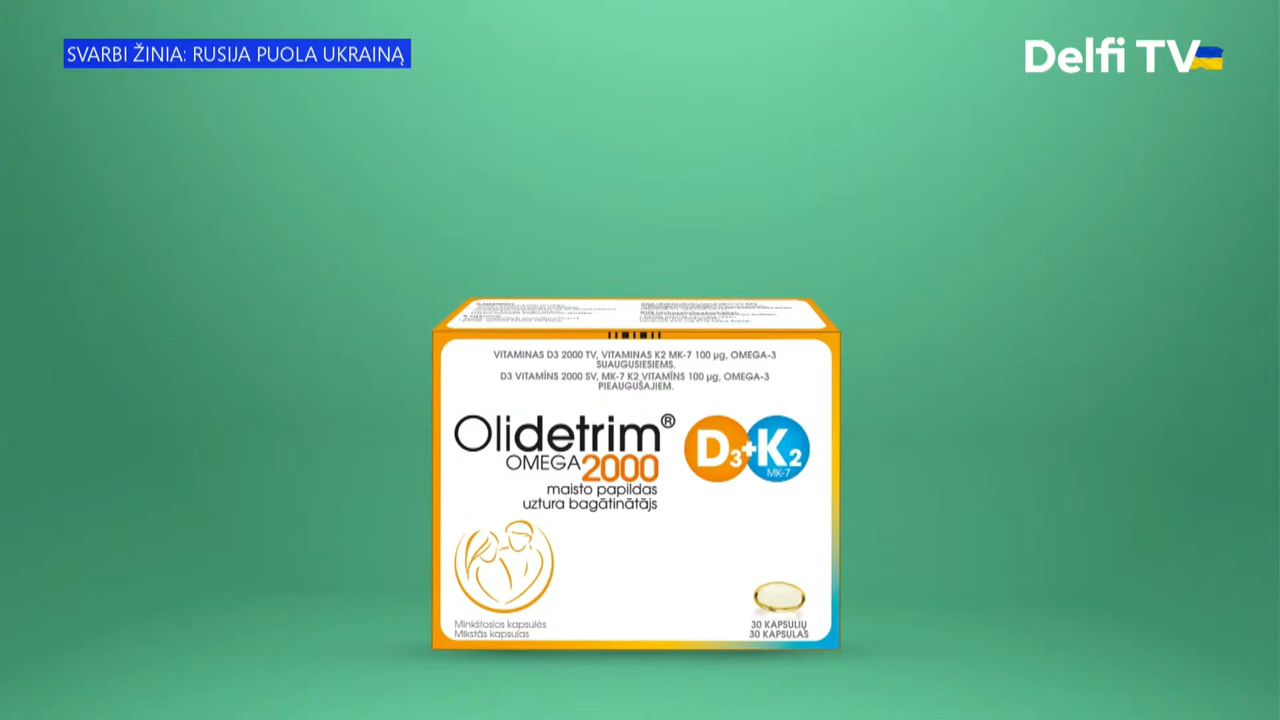 SVARBI ŽINIA: RUSIJA PUOLA UKRAINĄ
Delfi TV
VITAMINAS D3 2000 TV, VITAMINAS K2 MK-7 100 µg, OMEGA-3
SUAUGUSIESIEMS.
D3 VITAMĪNS 2000 SV, MK-7 K2 VITAMĪNS 100 µg, OMEGA-3
PIEAUGUŠAJIEM.
Olidetrim®
OMEGA 2000
D3+K2
MK-7
maisto papildas
uztura bagātinātājs
Minkštosios kapsulės
Mīkstās kapsulas
30 KAPSULIŲ
30 KAPSULAS